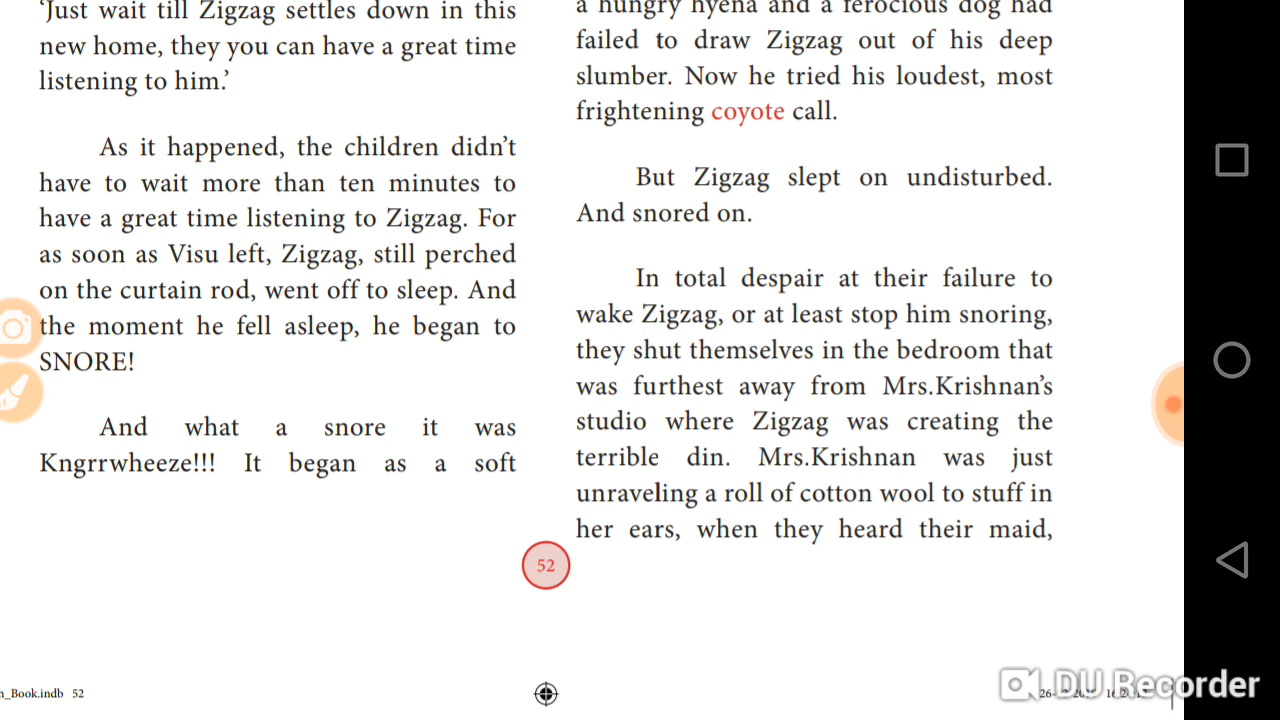 'Just wait till Zigzag settles down in this
new home, they you can have a great time
listening to him.'
As it happened, the children didn't
have to wait more than ten minutes to
have a great time listening to Zigzag. For
as soon as Visu left, Zigzag, still perched
on the curtain rod, went off to sleep. And
the moment he fell asleep, he began to
SNORE!
And what a snore it was
Kngrrwheeze!!! It began as a soft
a hungry hyena and a ferocious dog had
failed to draw Zigzag out of his deep
slumber. Now he tried his loudest, most
frightening coyote call.
But Zigzag slept on undisturbed.
And snored on.
In total despair at their failure to
wake Zigzag, or at least stop him snoring,
they shut themselves in the bedroom that
was furthest away from Mrs.Krishnan's
studio where Zigzag was creating the
terrible din. Mrs.Krishnan was just
unraveling a roll of cotton wool to stuff in
her ears, when they heard their maid,
52
_Book.indb 52
DU Recorder